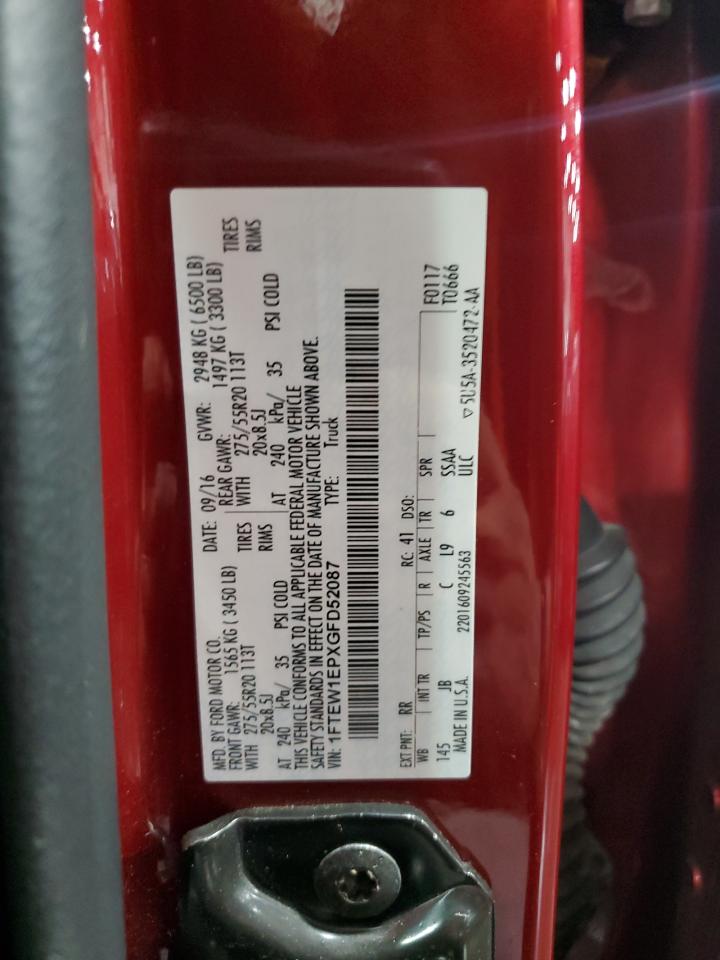 MFD. BY FORD MOTOR CO. DATE: 09/16 GVWR: 2948 KG ( 6500 LB)
FRONT GAWR: 1565 KG ( 3450 LB) REAR GAWR: 1497 KG ( 3300 LB)
WITH 275/55R20 113T TIRES WITH 275/55R20 113T TIRES
20x8.5J RIMS 20x8.5J RIMS
AT 240 kPa/ 35 PSI COLD AT 240 kPa/ 35 PSI COLD
THIS VEHICLE CONFORMS TO ALL APPLICABLE FEDERAL MOTOR VEHICLE
SAFETY STANDARDS IN EFFECT ON THE DATE OF MANUFACTURE SHOWN ABOVE.
VIN: 1FTEW1EPXGFD52087 TYPE: Truck
EXT PNT: RR RC: 41 DSO: F0117
WB INT TR TP/PS R AXLE TR SPR T0666
145 JB C L9 6 SSAA
MADE IN U.S.A. 2201609245563 ULC
▽5U5A-3520472-AA